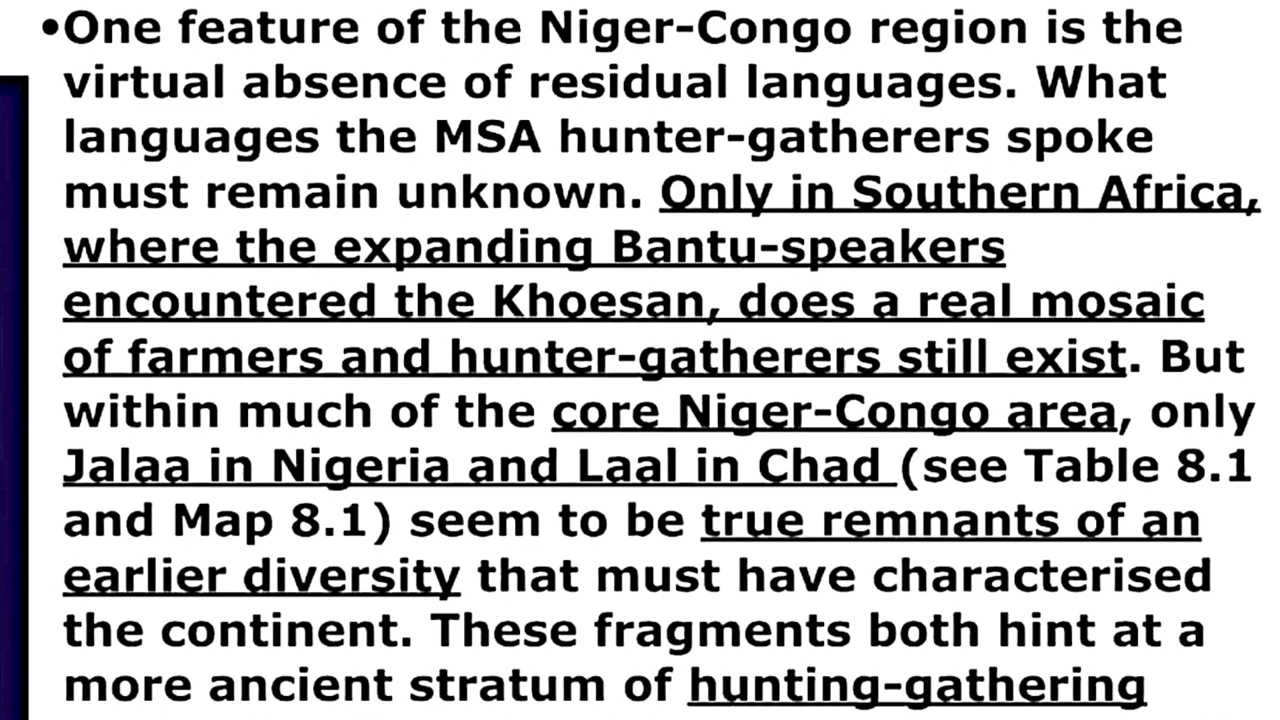 •One feature of the Niger-Congo region is the
virtual absence of residual languages. What
languages the MSA hunter-gatherers spoke
must remain unknown. Only in Southern Africa,
where the expanding Bantu-speakers
encountered the Khoesan, does a real mosaic
of farmers and hunter-gatherers still exist. But
within much of the core Niger-Congo area, only
Jalaa in Nigeria and Laal in Chad (see Table 8.1
and Map 8.1) seem to be true remnants of an
earlier diversity that must have characterised
the continent. These fragments both hint at a
more ancient stratum of hunting-gathering